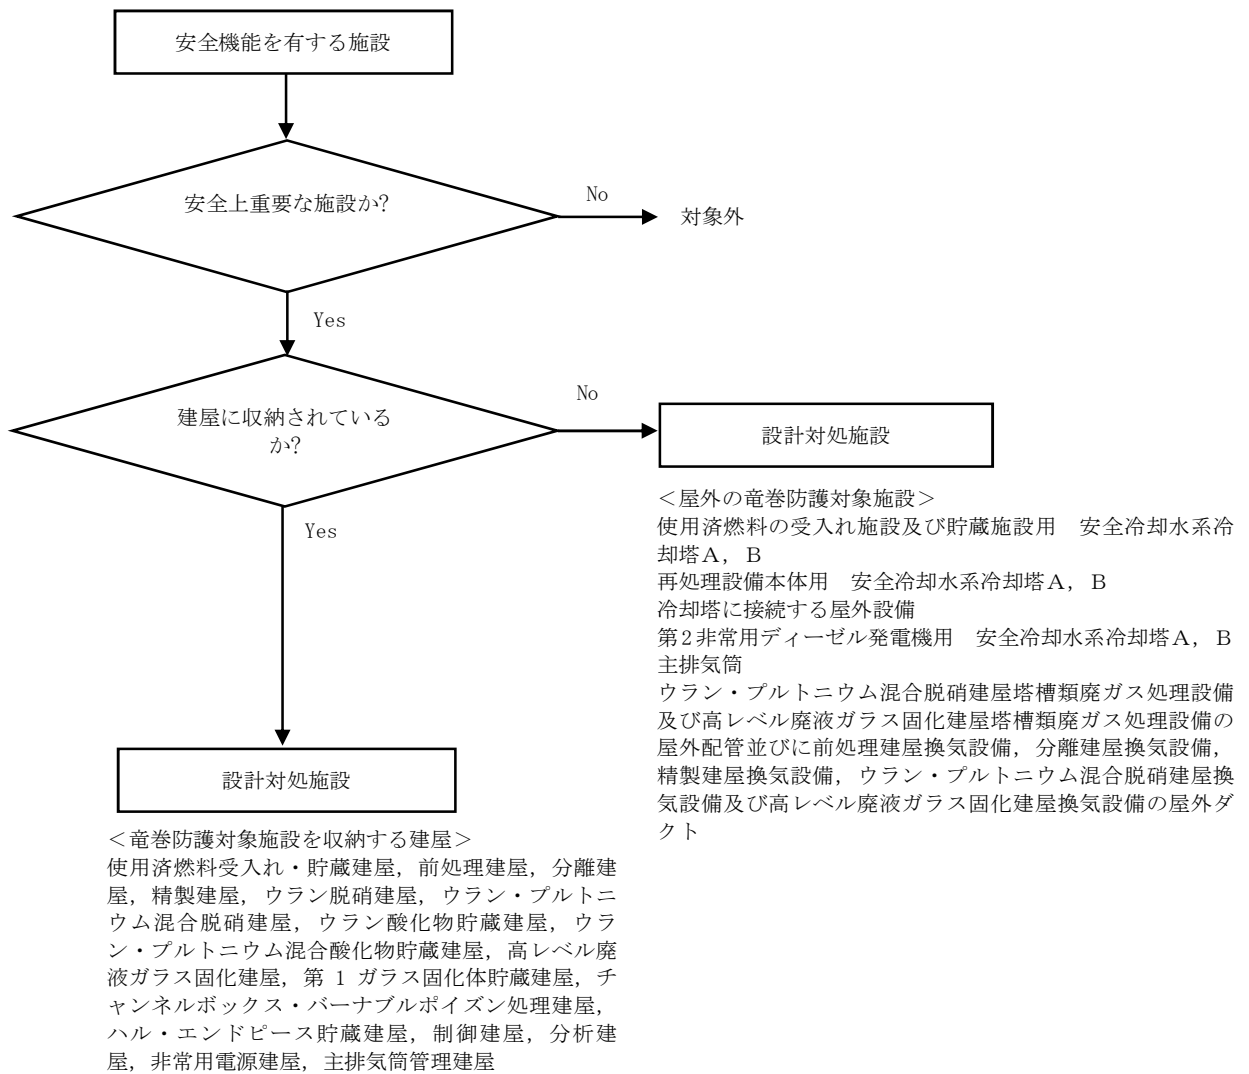 安全機能を有する施設
安全上重要な施設か?
No
対象外
Yes
建屋に収納されている
か?
No
設計対処施設
＜屋外の竜巻防護対象施設＞
使用済燃料の受入れ施設及び貯蔵施設用　安全冷却水系冷
却塔Ａ，Ｂ
再処理設備本体用　安全冷却水系冷却塔Ａ，Ｂ
冷却塔に接続する屋外設備
第２非常用ディーゼル発電機用　安全冷却水系冷却塔Ａ，Ｂ
主排気筒
ウラン・プルトニウム混合脱硝建屋塔槽類廃ガス処理設備
及び高レベル廃液ガラス固化建屋塔槽類廃ガス処理設備の
屋外配管並びに前処理建屋換気設備，分離建屋換気設備，
精製建屋換気設備，ウラン・プルトニウム混合脱硝建屋換
気設備及び高レベル廃液ガラス固化建屋換気設備の屋外ダ
クト
Yes
設計対処施設
＜竜巻防護対象施設を収納する建屋＞
使用済燃料受入れ・貯蔵建屋，前処理建屋，分離建
屋，精製建屋，ウラン脱硝建屋，ウラン・プルトニ
ウム混合脱硝建屋，ウラン酸化物貯蔵建屋，ウラ
ン・プルトニウム混合酸化物貯蔵建屋，高レベル廃
液ガラス固化建屋，第 1 ガラス固化体貯蔵建屋，チ
ャンネルボックス・バーナブルポイズン処理建屋，
ハル・エンドピース貯蔵建屋，制御建屋，分析建
屋，非常用電源建屋，主排気筒管理建屋